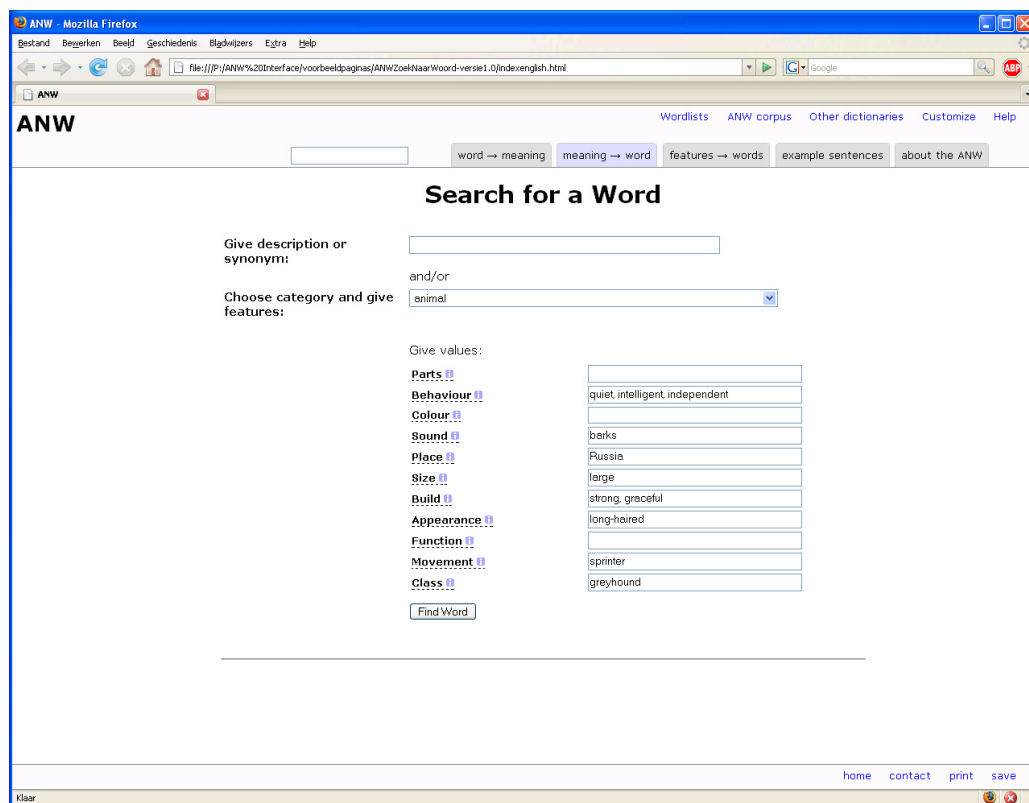 ANW - Mozilla Firefox
Bestand Bewerken Beeld Geschiedenis Bladwijzers Extra Help
file:///P:/ANW%20Interface/voorbeeldpaginas/ANWZoekNaarWoord-versie1.0/indexenglish.html
G Google
ABP
ANW
ANW
Wordlists ANW corpus Other dictionaries Customize Help
word → meaning meaning → word features → words example sentences about the ANW
Search for a Word
Give description or
synonym:
and/or
Choose category and give
features:
animal
Give values:
Parts i
Behaviour i quiet, intelligent, independent
Colour i
Sound i barks
Place i Russia
Size i large
Build i strong, graceful
Appearance i long-haired
Function i
Movement i sprinter
Class i greyhound
Find Word
home contact print save
Klaar